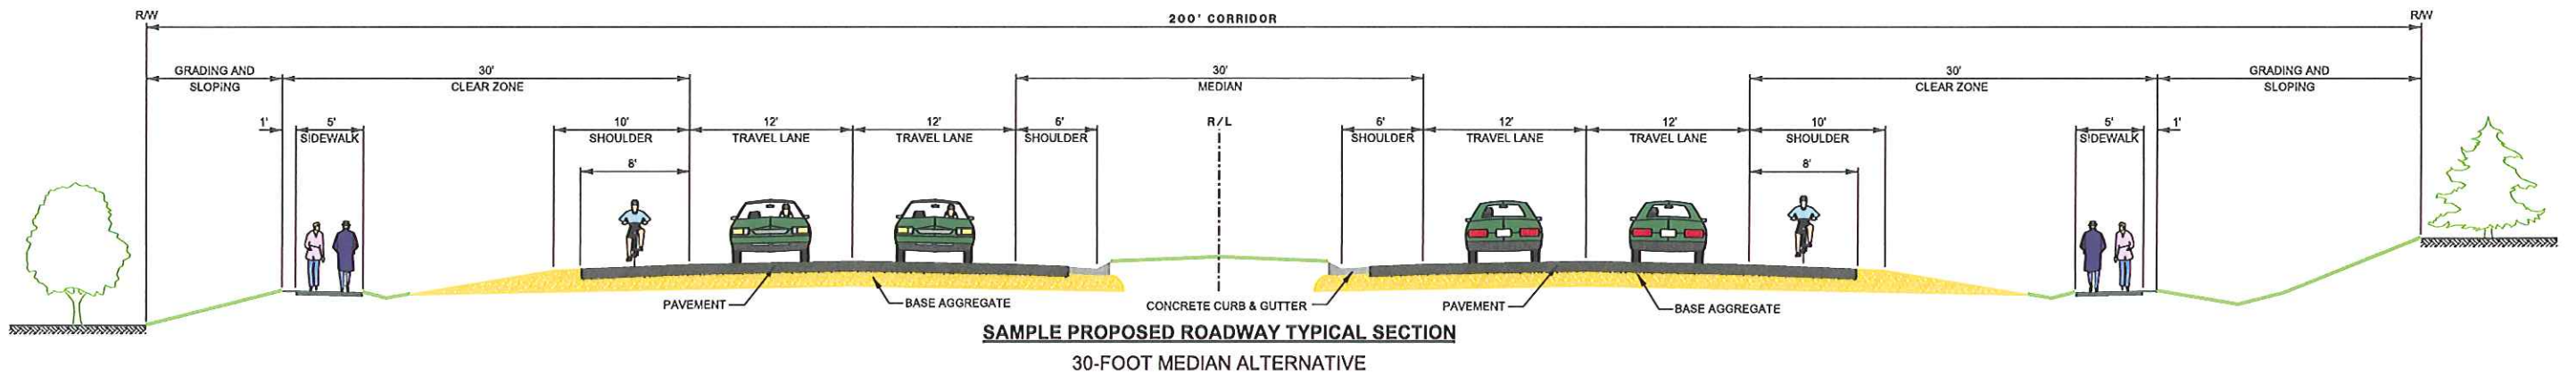 R/W
200' CORRIDOR
R/W
GRADING AND
SLOPING
30'
CLEAR ZONE
30'
MEDIAN
30'
CLEAR ZONE
GRADING AND
SLOPING
1'
5'
SIDEWALK
10'
SHOULDER
12'
TRAVEL LANE
12'
TRAVEL LANE
6'
SHOULDER
R/L
6'
SHOULDER
12'
TRAVEL LANE
12'
TRAVEL LANE
10'
SHOULDER
5'
SIDEWALK
1'
8'
8'
PAVEMENT
BASE AGGREGATE
CONCRETE CURB & GUTTER
PAVEMENT
BASE AGGREGATE
SAMPLE PROPOSED ROADWAY TYPICAL SECTION
30-FOOT MEDIAN ALTERNATIVE